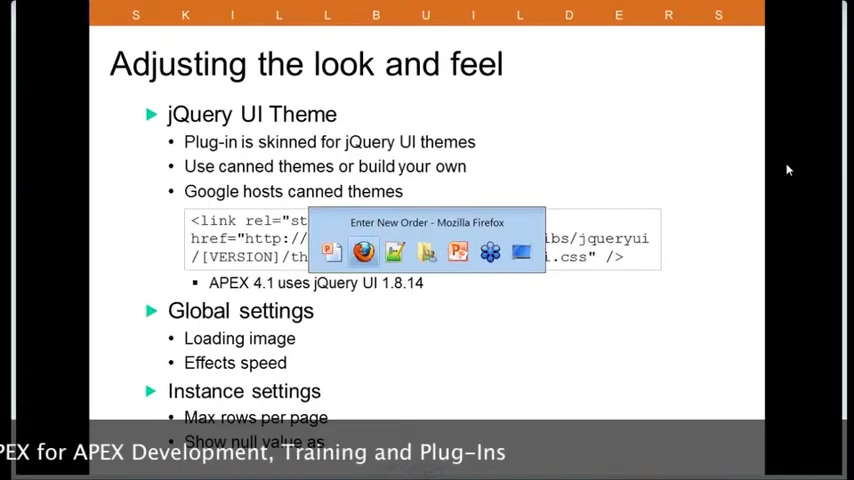 S K I L L B U I L D E R S
Adjusting the look and feel
jQuery UI Theme
• Plug-in is skinned for jQuery UI themes
• Use canned themes or build your own
• Google hosts canned themes
<link rel="st
Enter New Order - Mozilla Firefox
href="http:// ibs/jqueryui
/[VERSION]/th i.css" />
▪ APEX 4.1 uses jQuery UI 1.8.14
Global settings
• Loading image
• Effects speed
Instance settings
• Max rows per page
• Show null value as
PEX for APEX Development, Training and Plug-Ins